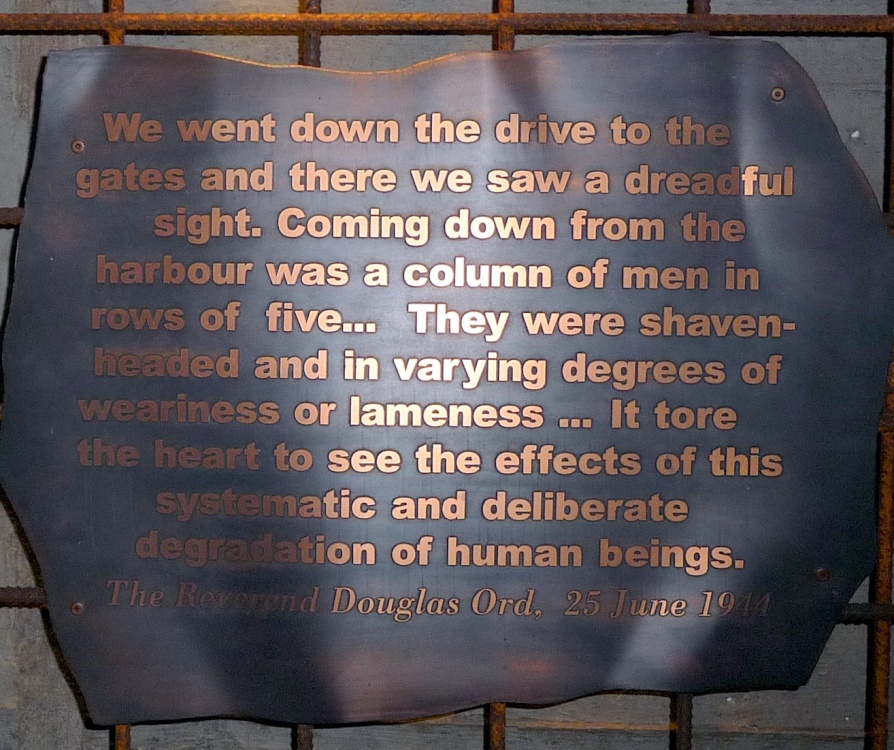 We went down the drive to the
gates and there we saw a dreadful
sight. Coming down from the
harbour was a column of men in
rows of five... They were shaven-
headed and in varying degrees of
weariness or lameness ... It tore
the heart to see the effects of this
systematic and deliberate
degradation of human beings.
The Reverend Douglas Ord, 25 June 1944